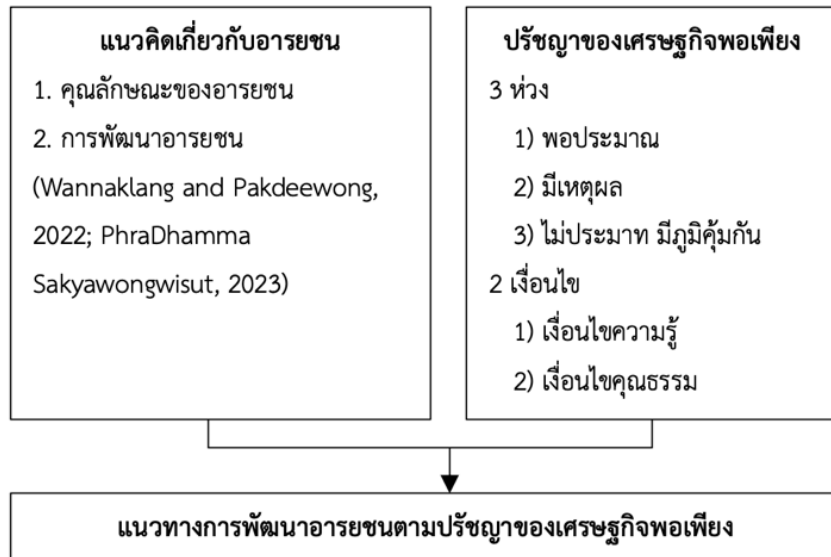 แนวคิดเกี่ยวกับอารยชน
1. คุณลักษณะของอารยชน
2. การพัฒนาอารยชน
(Wannaklang and Pakdeewong,
2022; PhraDhamma
Sakyawongwisut, 2023)
ปรัชญาของเศรษฐกิจพอเพียง
3 ห่วง
1) พอประมาณ
2) มีเหตุผล
3) ไม่ประมาท มีภูมิคุ้มกัน
2 เงื่อนไข
1) เงื่อนไขความรู้
2) เงื่อนไขคุณธรรม
แนวทางการพัฒนาอารยชนตามปรัชญาของเศรษฐกิจพอเพียง